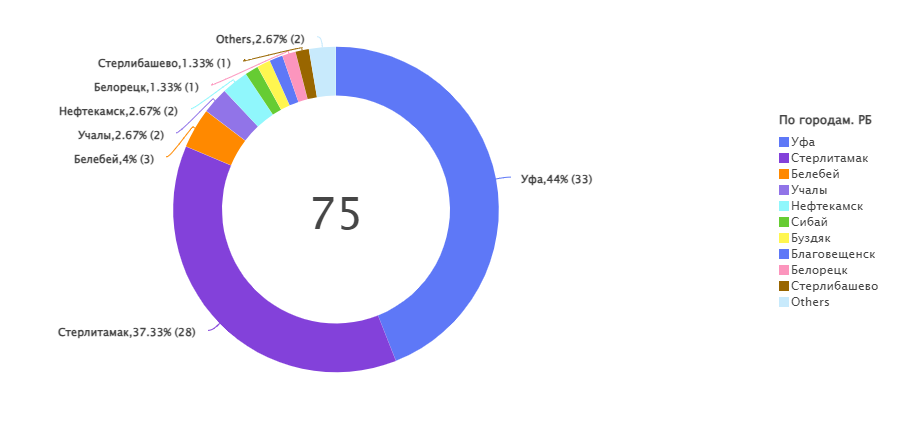 Others,2.67% (2)
Стерлибашево,1.33% (1)
Белорецк,1.33% (1)
Нефтекамск,2.67% (2)
Учалы,2.67% (2)
Белебей,4% (3)
Уфа,44% (33)
75
Стерлитамак,37.33% (28)
По городам. РБ
Уфа
Стерлитамак
Белебей
Учалы
Нефтекамск
Сибай
Буздяк
Благовещенск
Белорецк
Стерлибашево
Others